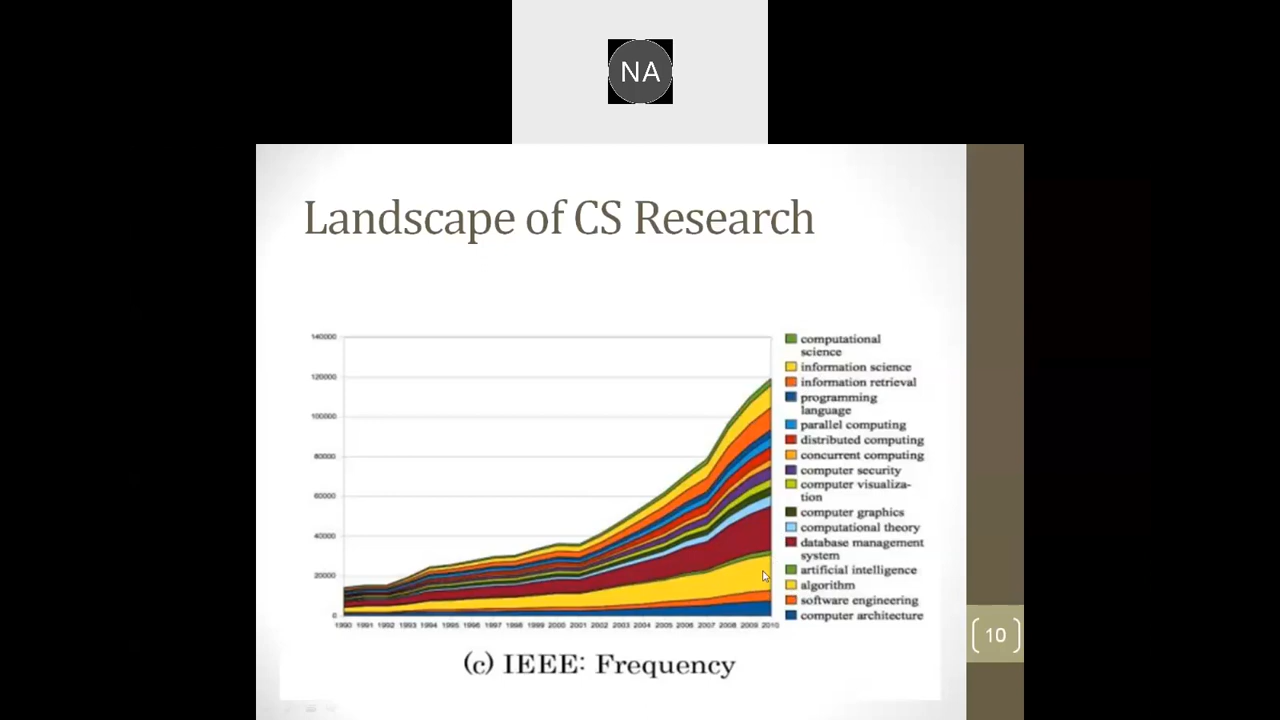 NA
Landscape of CS Research
140000
120000
100000
80000
60000
40000
20000
0
1990 1991 1992 1993 1994 1995 1996 1997 1998 1999 2000 2001 2002 2003 2004 2005 2006 2007 2008 2009 2010
computational
science
information science
information retrieval
programming
language
parallel computing
distributed computing
concurrent computing
computer security
computer visualiza-
tion
computer graphics
computational theory
database management
system
artificial intelligence
algorithm
software engineering
computer architecture
(c) IEEE: Frequency
10